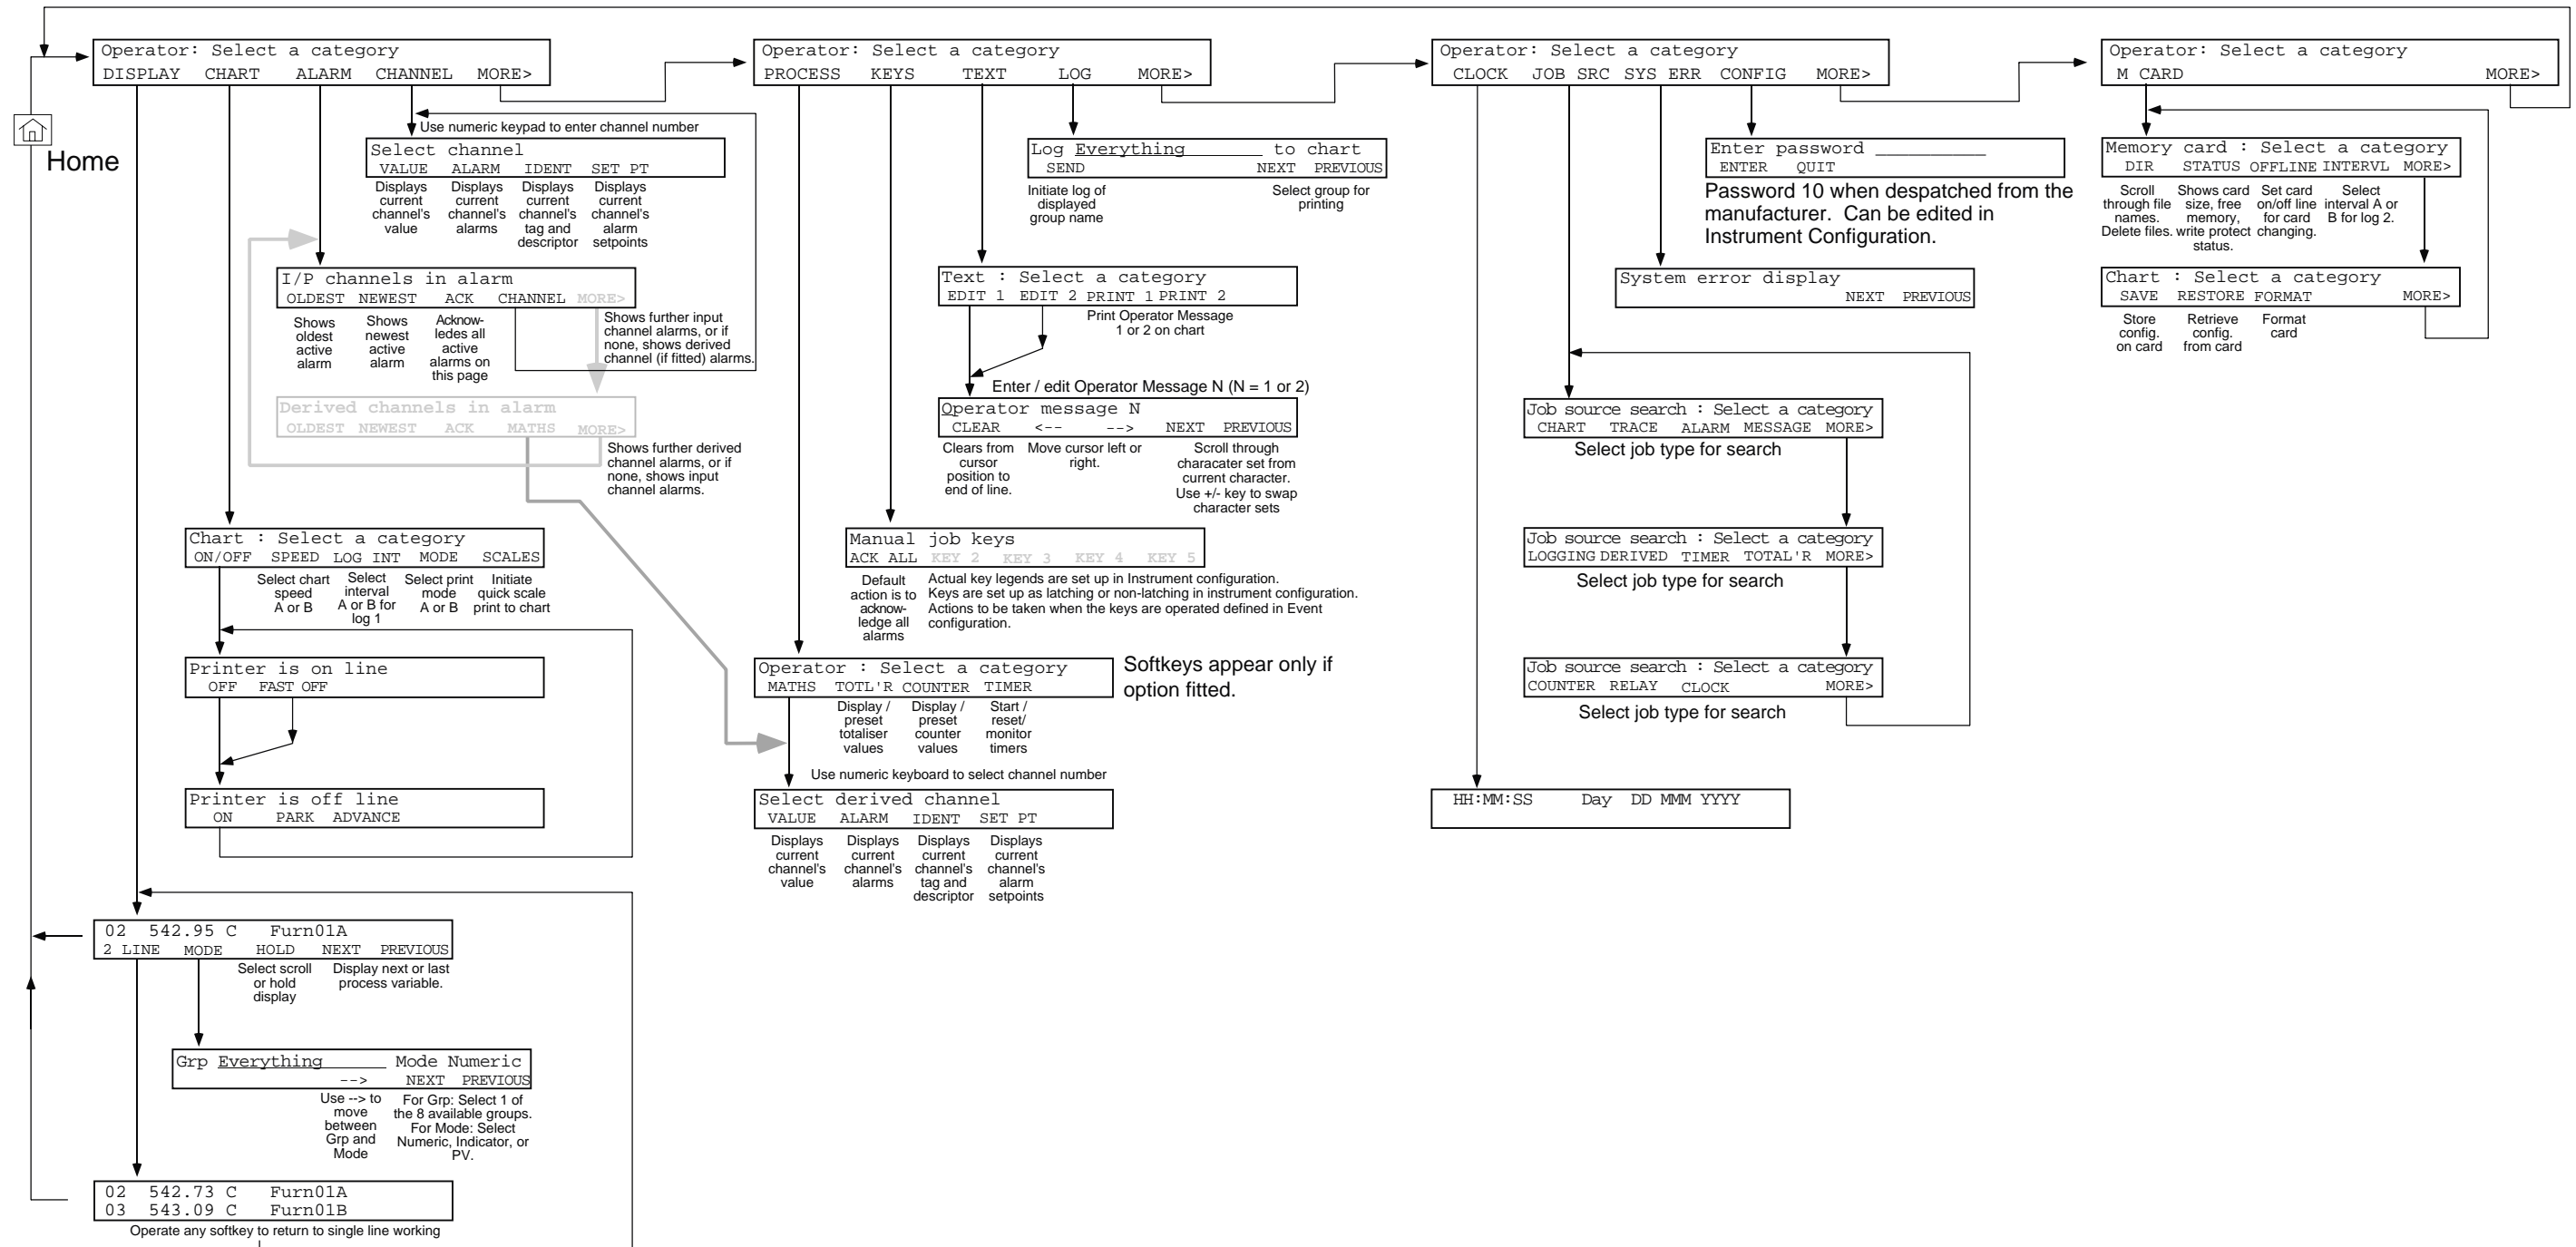 Operator: Select a category
DISPLAY CHART ALARM CHANNEL MORE>
Operator: Select a category
PROCESS KEYS TEXT LOG MORE>
Operator: Select a category
CLOCK JOB SRC SYS ERR CONFIG MORE>
Operator: Select a category
M CARD MORE>
Home
Use numeric keypad to enter channel number
Select channel
VALUE ALARM IDENT SET PT
Displays current channel's value
Displays current channel's alarms
Displays current channel's tag and descriptor
Displays current channel's alarm setpoints
I/P channels in alarm
OLDEST NEWEST ACK CHANNEL MORE>
Shows oldest active alarm
Shows newest active alarm
Acknow-
ledes all active alarms on this page
Shows further input
channel alarms, or if
none, shows derived
channel (if fitted) alarms.
Derived channels in alarm
OLDEST NEWEST ACK MATHS MORE>
Shows further derived
channel alarms, or if
none, shows input
channel alarms.
Chart : Select a category
ON/OFF SPEED LOG INT MODE SCALES
Select chart speed A or B
Select interval A or B for log 1
Select print mode A or B
Initiate quick scale print to chart
Printer is on line
OFF FAST OFF
Printer is off line
ON PARK ADVANCE
02 542.95 C Furn01A
2 LINE MODE HOLD NEXT PREVIOUS
Select scroll or hold display
Display next or last process variable.
Grp Everything Mode Numeric
--> NEXT PREVIOUS
Use --> to move between Grp and Mode
For Grp: Select 1 of
the 8 available groups.
For Mode: Select
Numeric, Indicator, or
PV.
02 542.73 C Furn01A
03 543.09 C Furn01B
Operate any softkey to return to single line working
Log Everything to chart
SEND NEXT PREVIOUS
Initiate log of displayed group name
Select group for printing
Text : Select a category
EDIT 1 EDIT 2 PRINT 1 PRINT 2
Print Operator Message
1 or 2 on chart
Enter / edit Operator Message N (N = 1 or 2)
Operator message N
CLEAR <-- --> NEXT PREVIOUS
Clears from cursor position to end of line.
Move cursor left or right.
Scroll through
characater set from
current character.
Use +/- key to swap
character sets
Manual job keys
ACK ALL KEY 2 KEY 3 KEY 4 KEY 5
Default action is to acknow-
ledge all alarms
Actual key legends are set up in Instrument configuration.
Keys are set up as latching or non-latching in instrument configuration.
Actions to be taken when the keys are operated defined in Event
configuration.
Operator : Select a category
MATHS TOTL'R COUNTER TIMER
Softkeys appear only if
option fitted.
Display / preset totaliser values
Display / preset counter values
Start / reset/ monitor timers
Use numeric keyboard to select channel number
Select derived channel
VALUE ALARM IDENT SET PT
Displays current channel's value
Displays current channel's alarms
Displays current channel's tag and descriptor
Displays current channel's alarm setpoints
Enter password __________
ENTER QUIT
Password 10 when despatched from the
manufacturer. Can be edited in
Instrument Configuration.
System error display
NEXT PREVIOUS
Job source search : Select a category
CHART TRACE ALARM MESSAGE MORE>
Select job type for search
Job source search : Select a category
LOGGING DERIVED TIMER TOTAL'R MORE>
Select job type for search
Job source search : Select a category
COUNTER RELAY CLOCK MORE>
Select job type for search
HH:MM:SS Day DD MMM YYYY
Memory card : Select a category
DIR STATUS OFFLINE INTERVL MORE>
Scroll through file names. Delete files.
Shows card size, free memory, write protect status.
Set card on/off line for card changing.
Select interval A or B for log 2.
Chart : Select a category
SAVE RESTORE FORMAT MORE>
Store config. on card
Retrieve config. from card
Format card